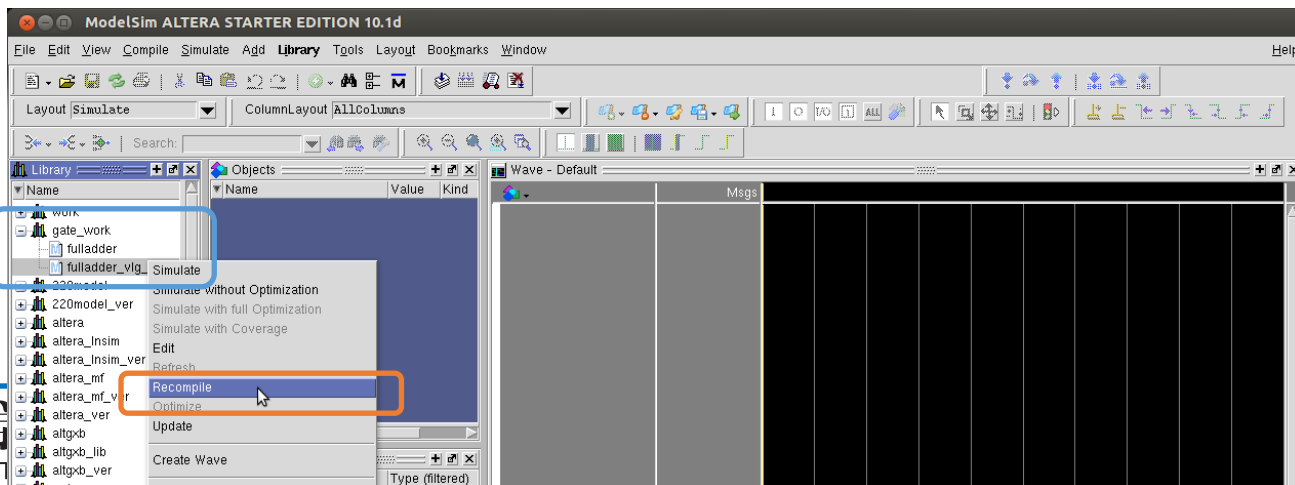 ModelSim ALTERA STARTER EDITION 10.1d
File Edit View Compile Simulate Add Library Tools Layout Bookmarks Window Help
Layout Simulate ColumnLayout AllColumns
Search:
Library Objects Wave - Default
Name Name Value Kind Msgs
work
gate_work
fulladder
fulladder_vlg_
Simulate
220model
Simulate without Optimization
220model_ver
Simulate with full Optimization
altera
Simulate with Coverage
altera_lnsim
Edit
altera_lnsim_ver
Refresh
altera_mf
Recompile
altera_mf_ver
Optimize
altera_ver
Update
altgxb
altgxb_lib
Create Wave
altgxb_ver
Type (filtered)